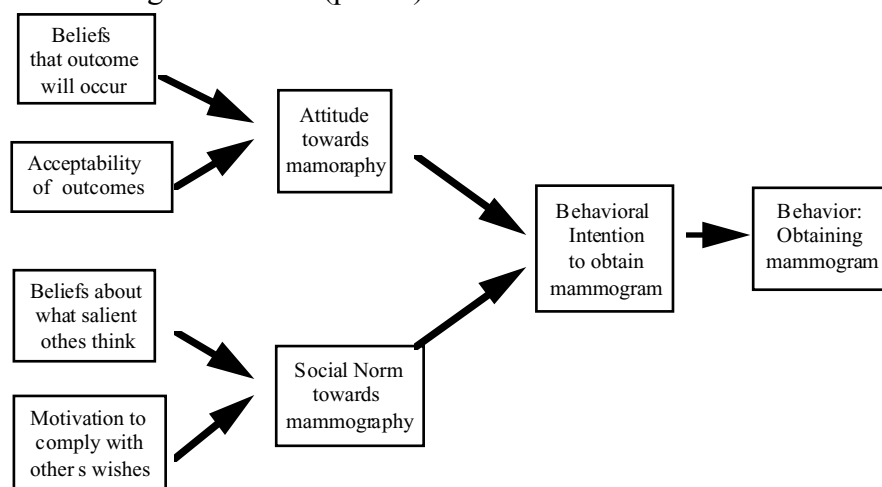 Beliefs
that outcome
will occur
Acceptability
of outcomes
Attitude
towards
mamoraphy
Behavioral
Intention
to obtain
mammogram
Behavior:
Obtaining
mammogram
Beliefs about
what salient
othes think
Motivation to
comply with
other s wishes
Social Norm
towards
mammography